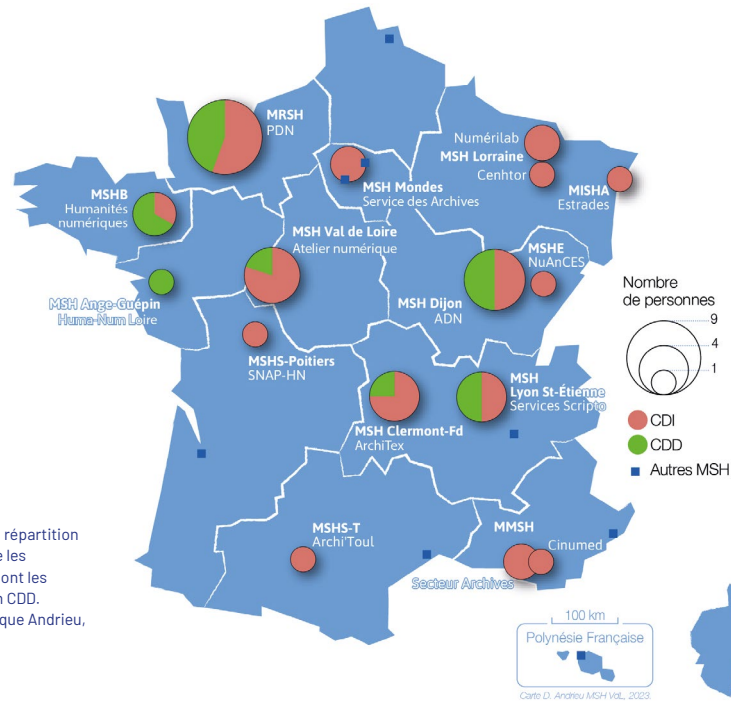 MRSH
PDN
Numérilab
MSH Lorraine
Cenhtor
MISHA
Estrades
MSH Mondes
Service des Archives
MSHB
Humanités
numériques
MSH Val de Loire
Atelier numérique
MSHE
NuAnCES
MSH Dijon
ADN
MSH Ange-Guépin
Huma-Num Loire
MSHS-Poitiers
SNAP-HN
MSH Clermont-Fd
ArchiTex
MSH
Lyon St-Étienne
Services Scripto
MSHS-T
Archi'Toul
MMSH
Cinumed
Secteur Archives
Nombre
de personnes
9
4
1
CDI
CDD
Autres MSH
répartition
les
ont les
CDD.
que Andrieu,
100 km
Polynésie Française
Carte D. Andrieu MSH VdL, 2023.